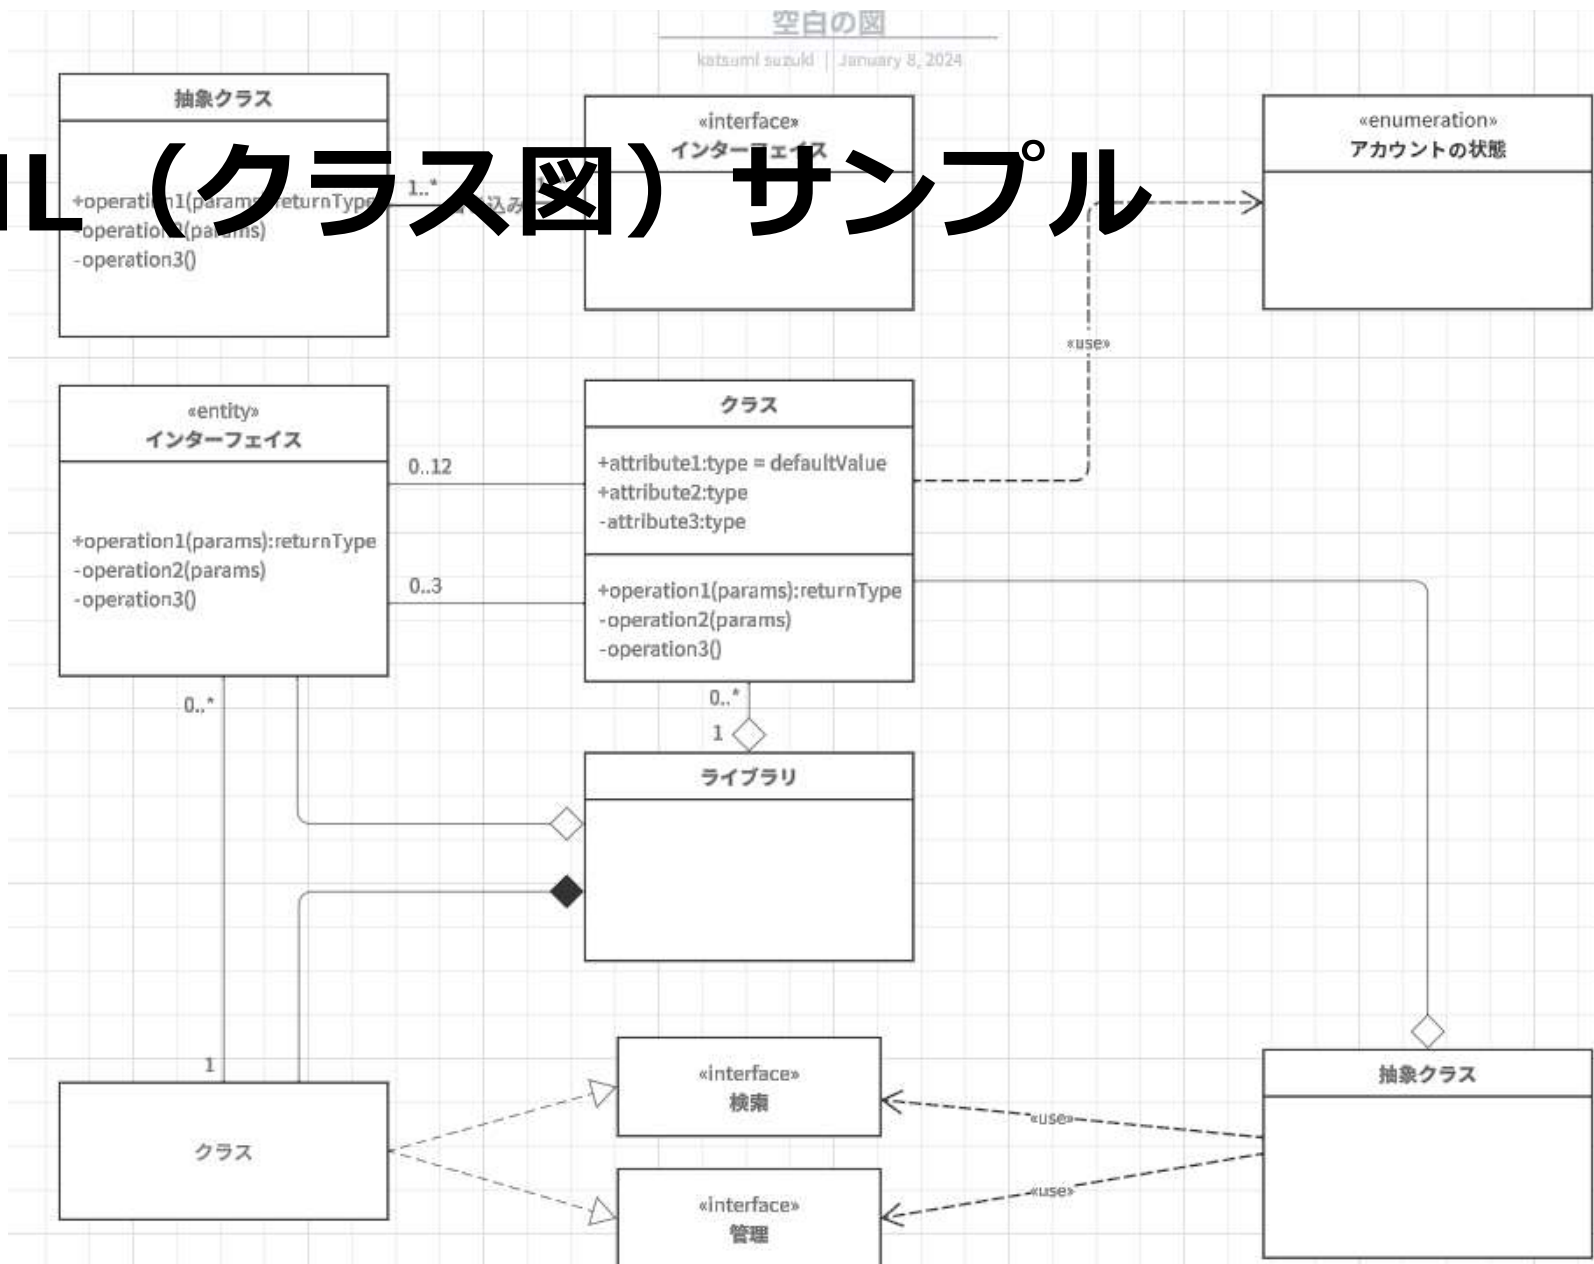 空白の図
katsumi suzuki | January 8, 2024
抽象クラス
+operation1(params):returnType
-operation2(params)
-operation3()
1..*
«interface»
インターフェイス
«enumeration»
アカウントの状態
(クラス図)サンプル
«use»
«entity»
インターフェイス
+operation1(params):returnType
-operation2(params)
-operation3()
0..12
0..3
クラス
+attribute1:type = defaultValue
+attribute2:type
-attribute3:type
+operation1(params):returnType
-operation2(params)
-operation3()
0..*
0..*
1
ライブラリ
1
クラス
«interface»
検索
«use»
抽象クラス
«interface»
管理
«use»